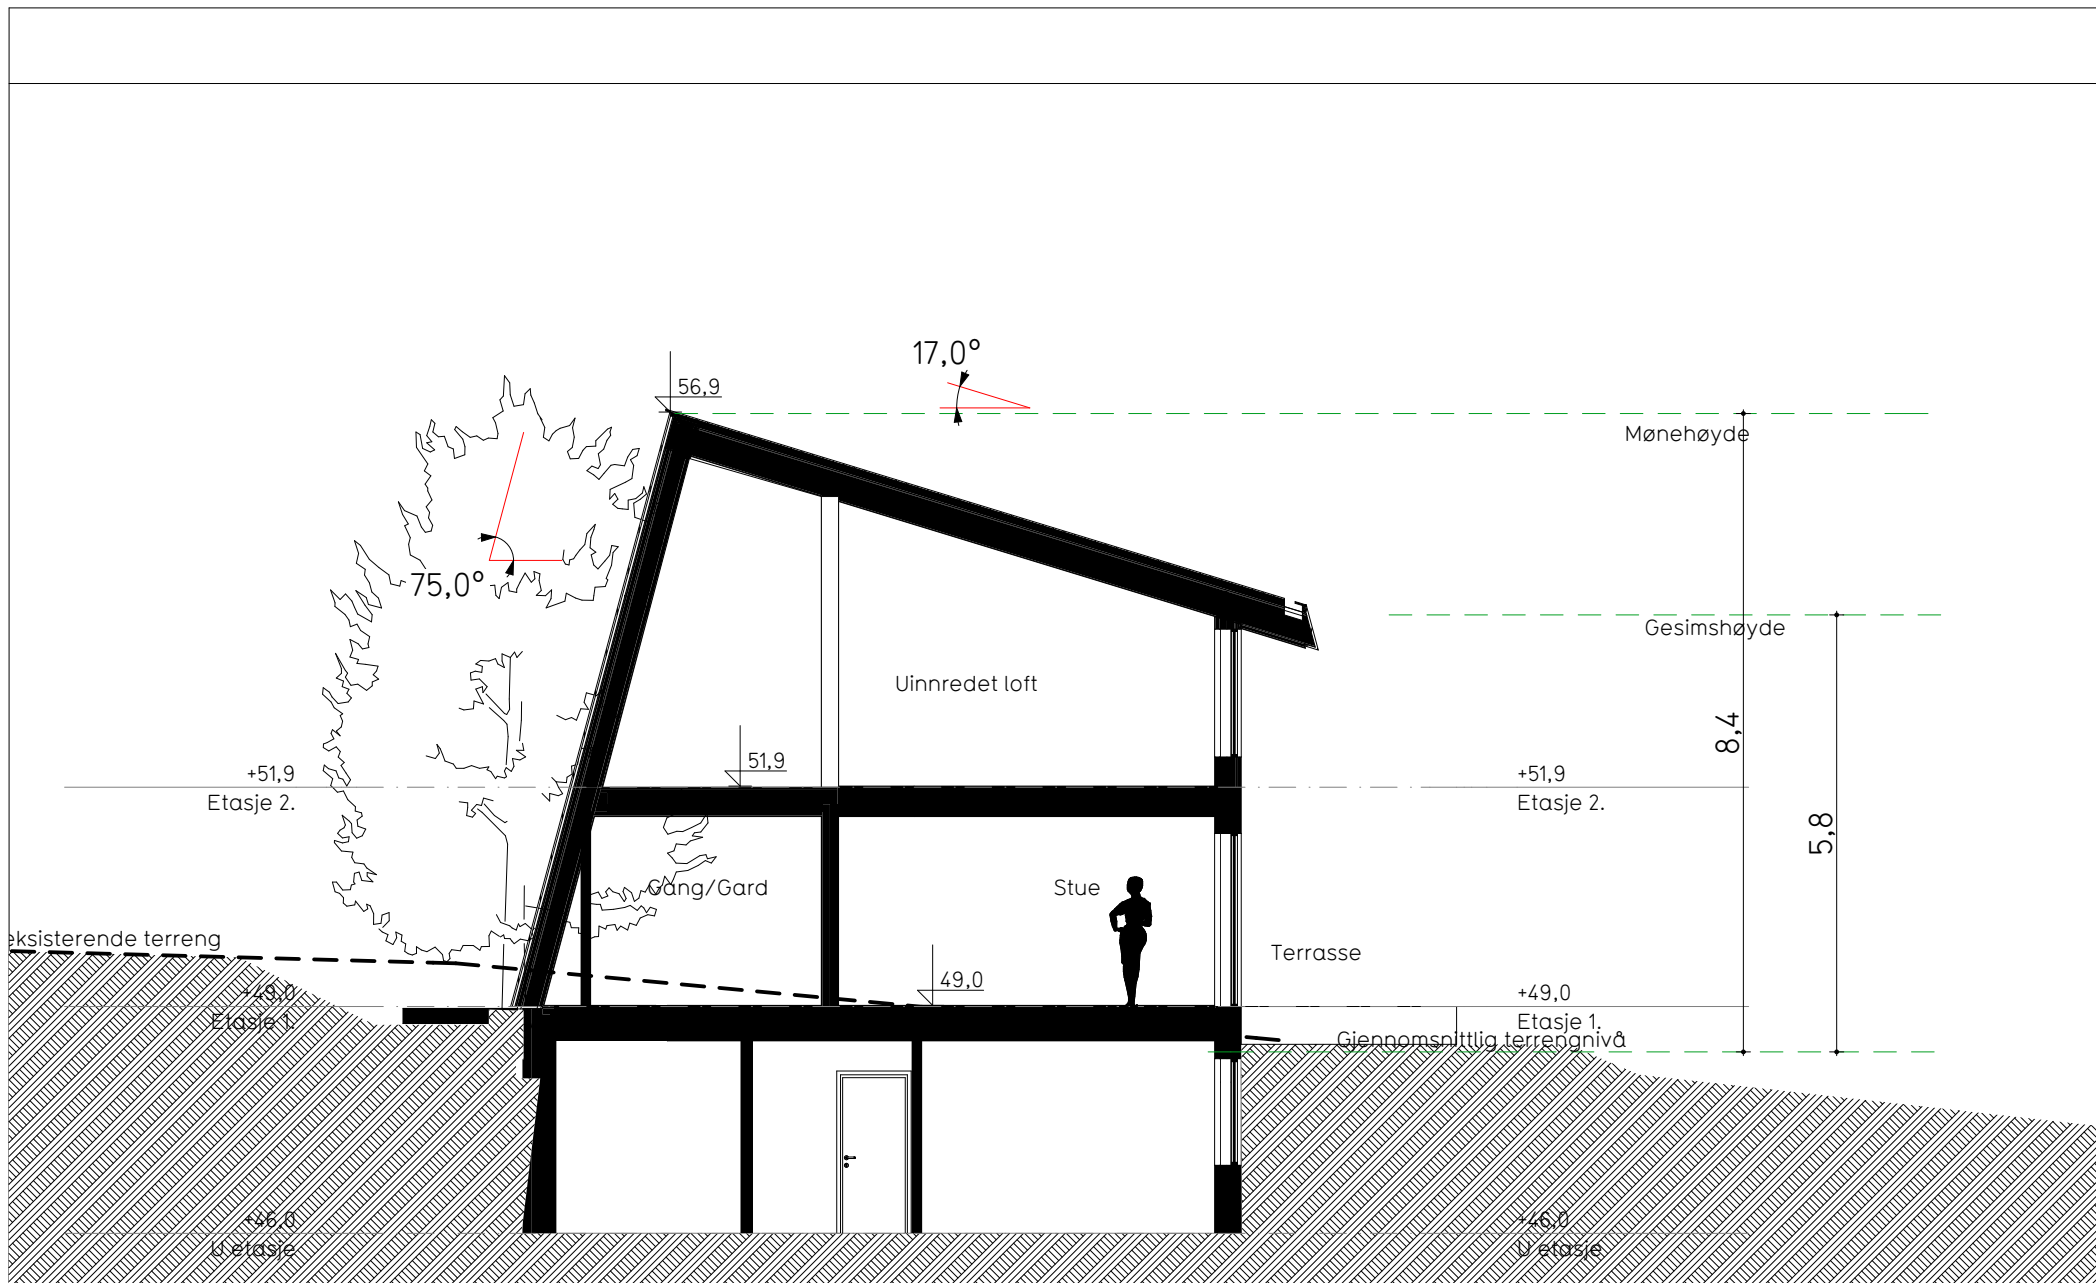 17,0°
56,9
Mønehøyde
75,0°
Gesimshøyde
Uinnredet loft
8,4
51,9
+51,9
Etasje 2.
+51,9
Etasje 2.
5,8
Gang/Gard
Stue
eksisterende terreng
Terrasse
49,0
+49,0
Etasje 1.
+49,0
Etasje 1.
Gjennomsnittlig terrengnivå
+46,0
U etasje
+46,0
U etasje